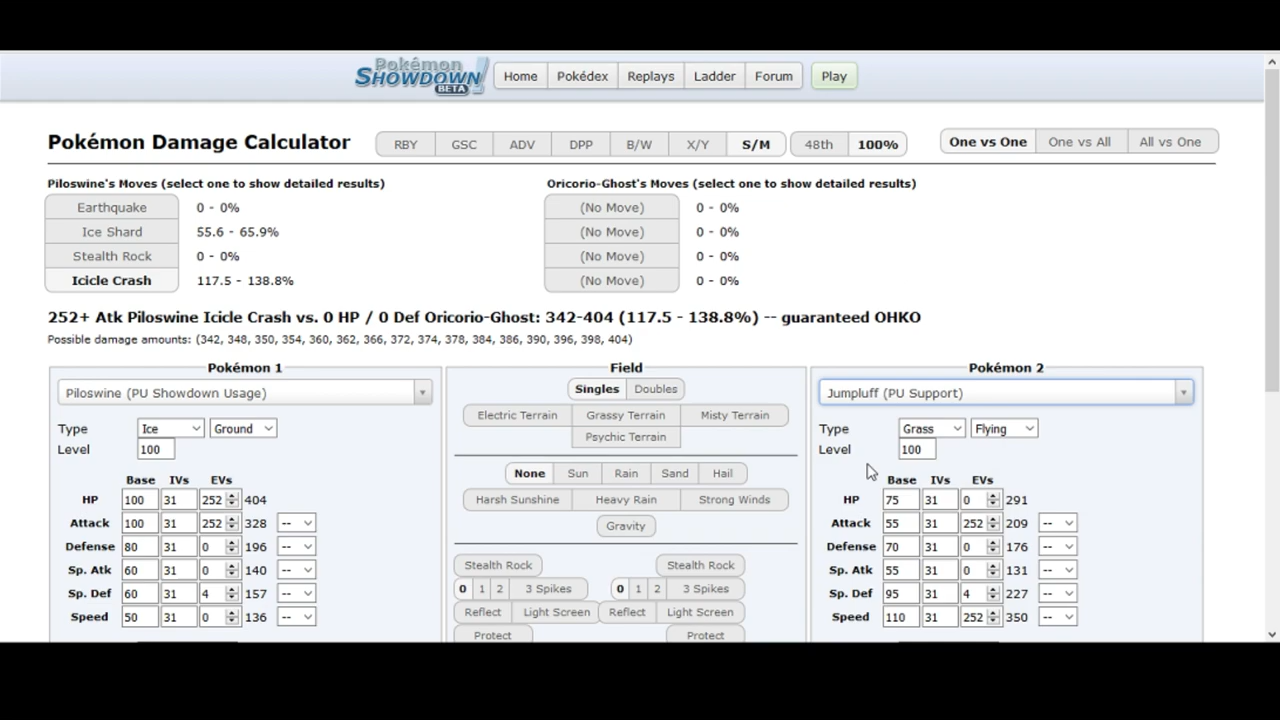 Pokémon SHOWDOWN! BETA
Home Pokédex Replays Ladder Forum Play
Pokémon Damage Calculator RBY GSC ADV DPP B/W X/Y S/M 48th 100% One vs One One vs All All vs One
Piloswine's Moves (select one to show detailed results) Oricorio-Ghost's Moves (select one to show detailed results)
Earthquake 0 - 0% (No Move) 0 - 0%
Ice Shard 55.6 - 65.9% (No Move) 0 - 0%
Stealth Rock 0 - 0% (No Move) 0 - 0%
Icicle Crash 117.5 - 138.8% (No Move) 0 - 0%
252+ Atk Piloswine Icicle Crash vs. 0 HP / 0 Def Oricorio-Ghost: 342-404 (117.5 - 138.8%) -- guaranteed OHKO
Possible damage amounts: (342, 348, 350, 354, 360, 362, 366, 372, 374, 378, 384, 386, 390, 396, 398, 404)
Pokémon 1
Piloswine (PU Showdown Usage)
Type Ice Ground
Level 100
Base IVs EVs
HP 100 31 252 404
Attack 100 31 252 328 --
Defense 80 31 0 196 --
Sp. Atk 60 31 0 140 --
Sp. Def 60 31 4 157 --
Speed 50 31 0 136 --
Field
Singles Doubles
Electric Terrain Grassy Terrain Misty Terrain
Psychic Terrain
None Sun Rain Sand Hail
Harsh Sunshine Heavy Rain Strong Winds
Gravity
Stealth Rock Stealth Rock
0 1 2 3 Spikes 0 1 2 3 Spikes
Reflect Light Screen Reflect Light Screen
Protect Protect
Pokémon 2
Jumpluff (PU Support)
Type Grass Flying
Level 100
Base IVs EVs
HP 75 31 0 291
Attack 55 31 252 209 --
Defense 70 31 0 176 --
Sp. Atk 55 31 0 131 --
Sp. Def 95 31 4 227 --
Speed 110 31 252 350 --